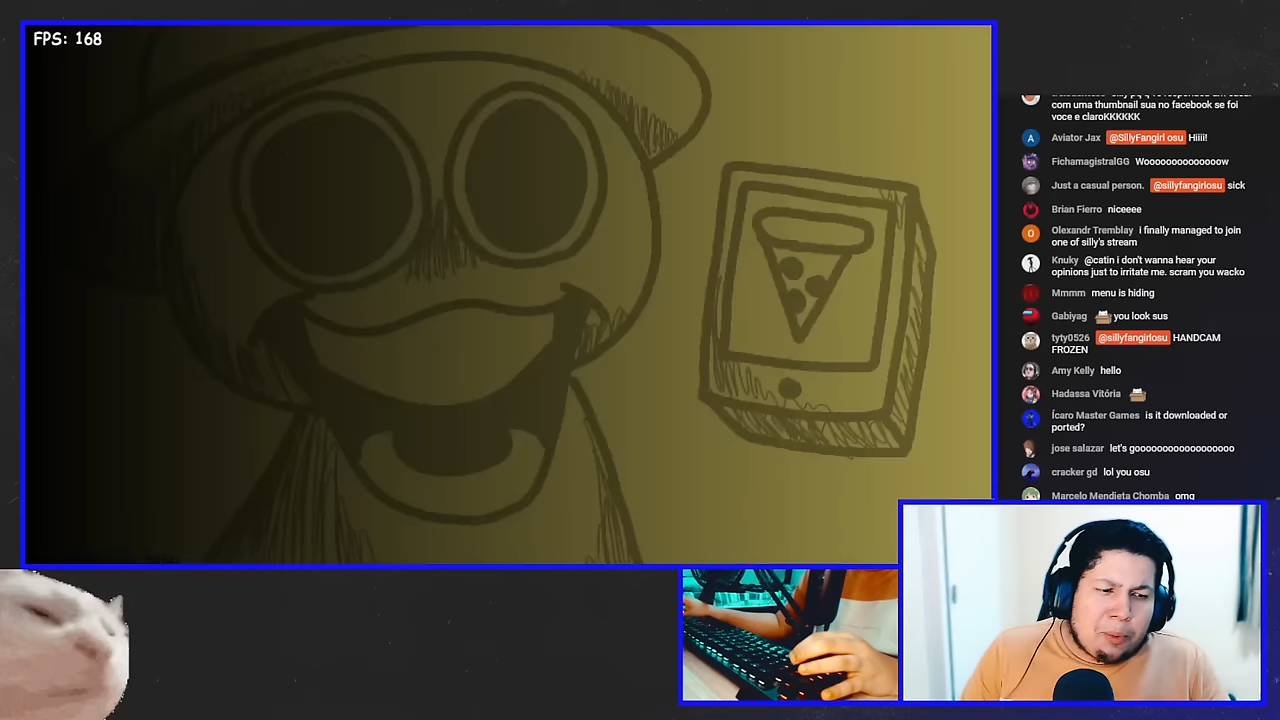 FPS: 168
com uma thumbnail sua no facebook se foi
voce e claroKKKKKK
A Aviator Jax @SillyFangirl osu Hiiii!
FichamagistralGG Wooooooooooooow
Just a casual person. @sillyfangirlosu sick
Brian Fierro niceeee
O Olexandr Tremblay i finally managed to join
one of silly's stream
Knuky @catin i don't wanna hear your
opinions just to irritate me. scram you wacko
Mmmm menu is hiding
Gabiyag you look sus
tyty0526 @sillyfangirlosu HANDCAM
FROZEN
Amy Kelly hello
Hadassa Vitória
Ícaro Master Games is it downloaded or
ported?
jose salazar let's gooooooooooooooooo
cracker gd lol you osu
Marcelo Mendieta Chomba omg